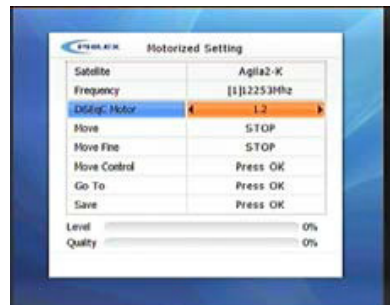 Motorized Setting
Satellite Agila2-K
Frequency [1]12253Mhz
DiSEqC Motor 1.2
Move STOP
Move Fine STOP
Move Control Press OK
Go To Press OK
Save Press OK
Level 0%
Quality 0%